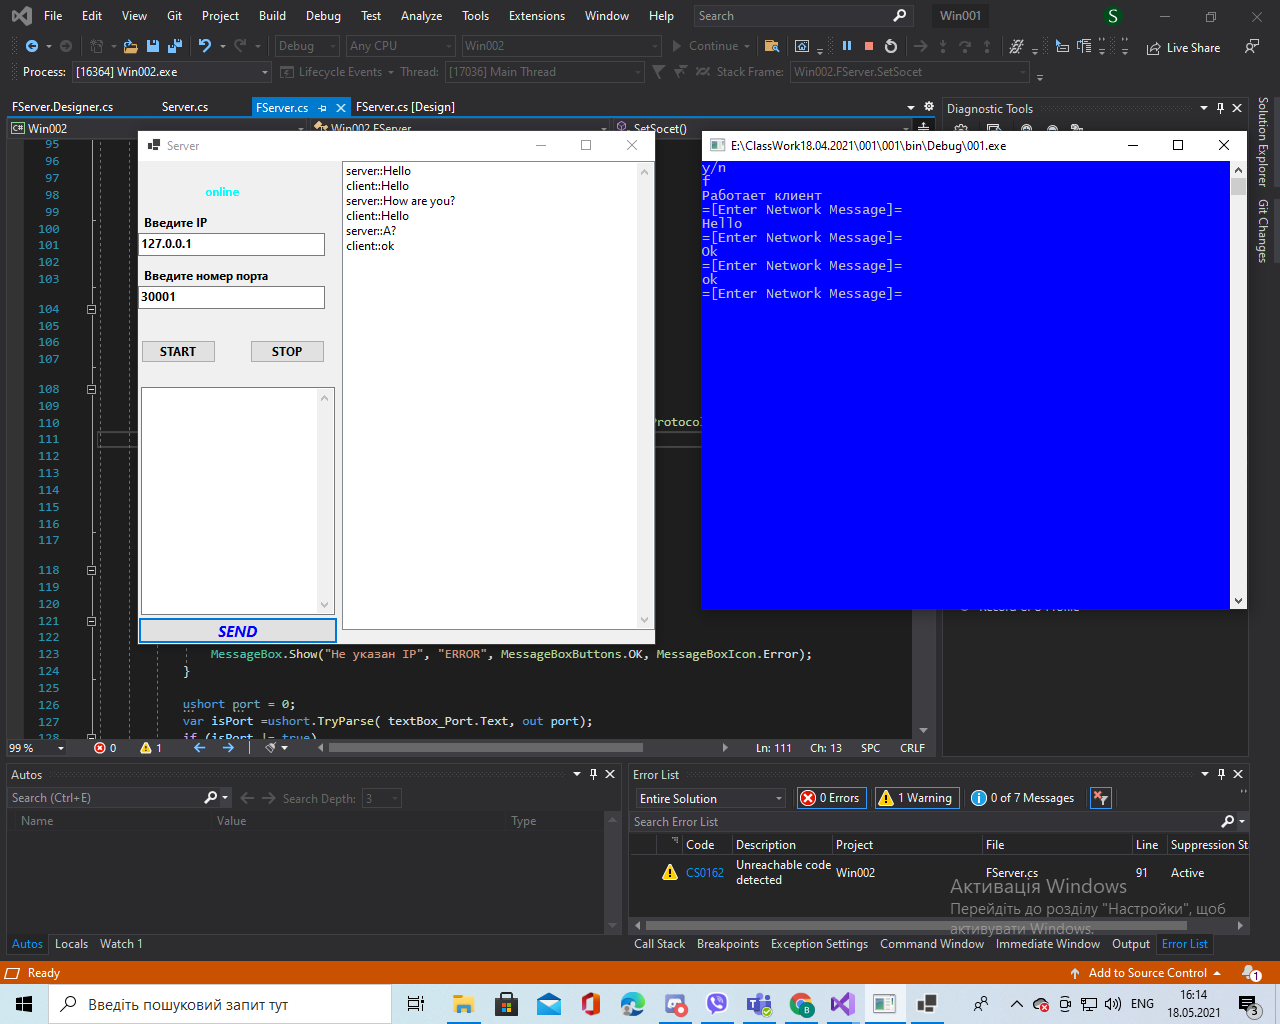 File Edit View Git Project Build Debug Test Analyze Tools Extensions Window Help Search Win001 S
Debug Any CPU Win002 Continue Live Share
Process: [16364] Win002.exe Lifecycle Events Thread: [17036] Main Thread Stack Frame: Win002.FServer.SetSocet
FServer.Designer.cs Server.cs FServer.cs FServer.cs [Design]
Diagnostic Tools
Solution Explorer
Git Changes
C# Win002 Win002.FServer SetSocet()
95
96
97
98
99
100
101
102
103
104
105
106
107
108
109
110
111
112
113
114
115
116
117
118
119
120
121
122
123
124
125
126
127
128
Server
online
Введите IP
127.0.0.1
Введите номер порта
30001
START STOP
SEND
server::Hello
client::Hello
server::How are you?
client::Hello
server::A?
client::ok
E:\ClassWork18.04.2021\001\001\bin\Debug\001.exe
y/n
f
Работает клиент
=[Enter Network Message]=
Hello
=[Enter Network Message]=
Ok
=[Enter Network Message]=
ok
=[Enter Network Message]=
Protocol
Record CPU Profile
MessageBox.Show("Не указан IP", "ERROR", MessageBoxButtons.OK, MessageBoxIcon.Error);
}
ushort port = 0;
var isPort =ushort.TryParse( textBox_Port.Text, out port);
if (isPort != true)
99 % 0 1 Ln: 111 Ch: 13 SPC CRLF
Autos
Search (Ctrl+E) Search Depth: 3
Name Value Type
Autos Locals Watch 1
Error List
Entire Solution 0 Errors 1 Warning 0 of 7 Messages
Search Error List
Code Description Project File Line Suppression St
CS0162 Unreachable code detected Win002 FServer.cs 91 Active
Активація Windows
Перейдіть до розділу "Настройки", щоб
активувати Windows.
Call Stack Breakpoints Exception Settings Command Window Immediate Window Output Error List
Ready Add to Source Control 1
Введіть пошуковий запит тут
ENG 16:14
18.05.2021
3